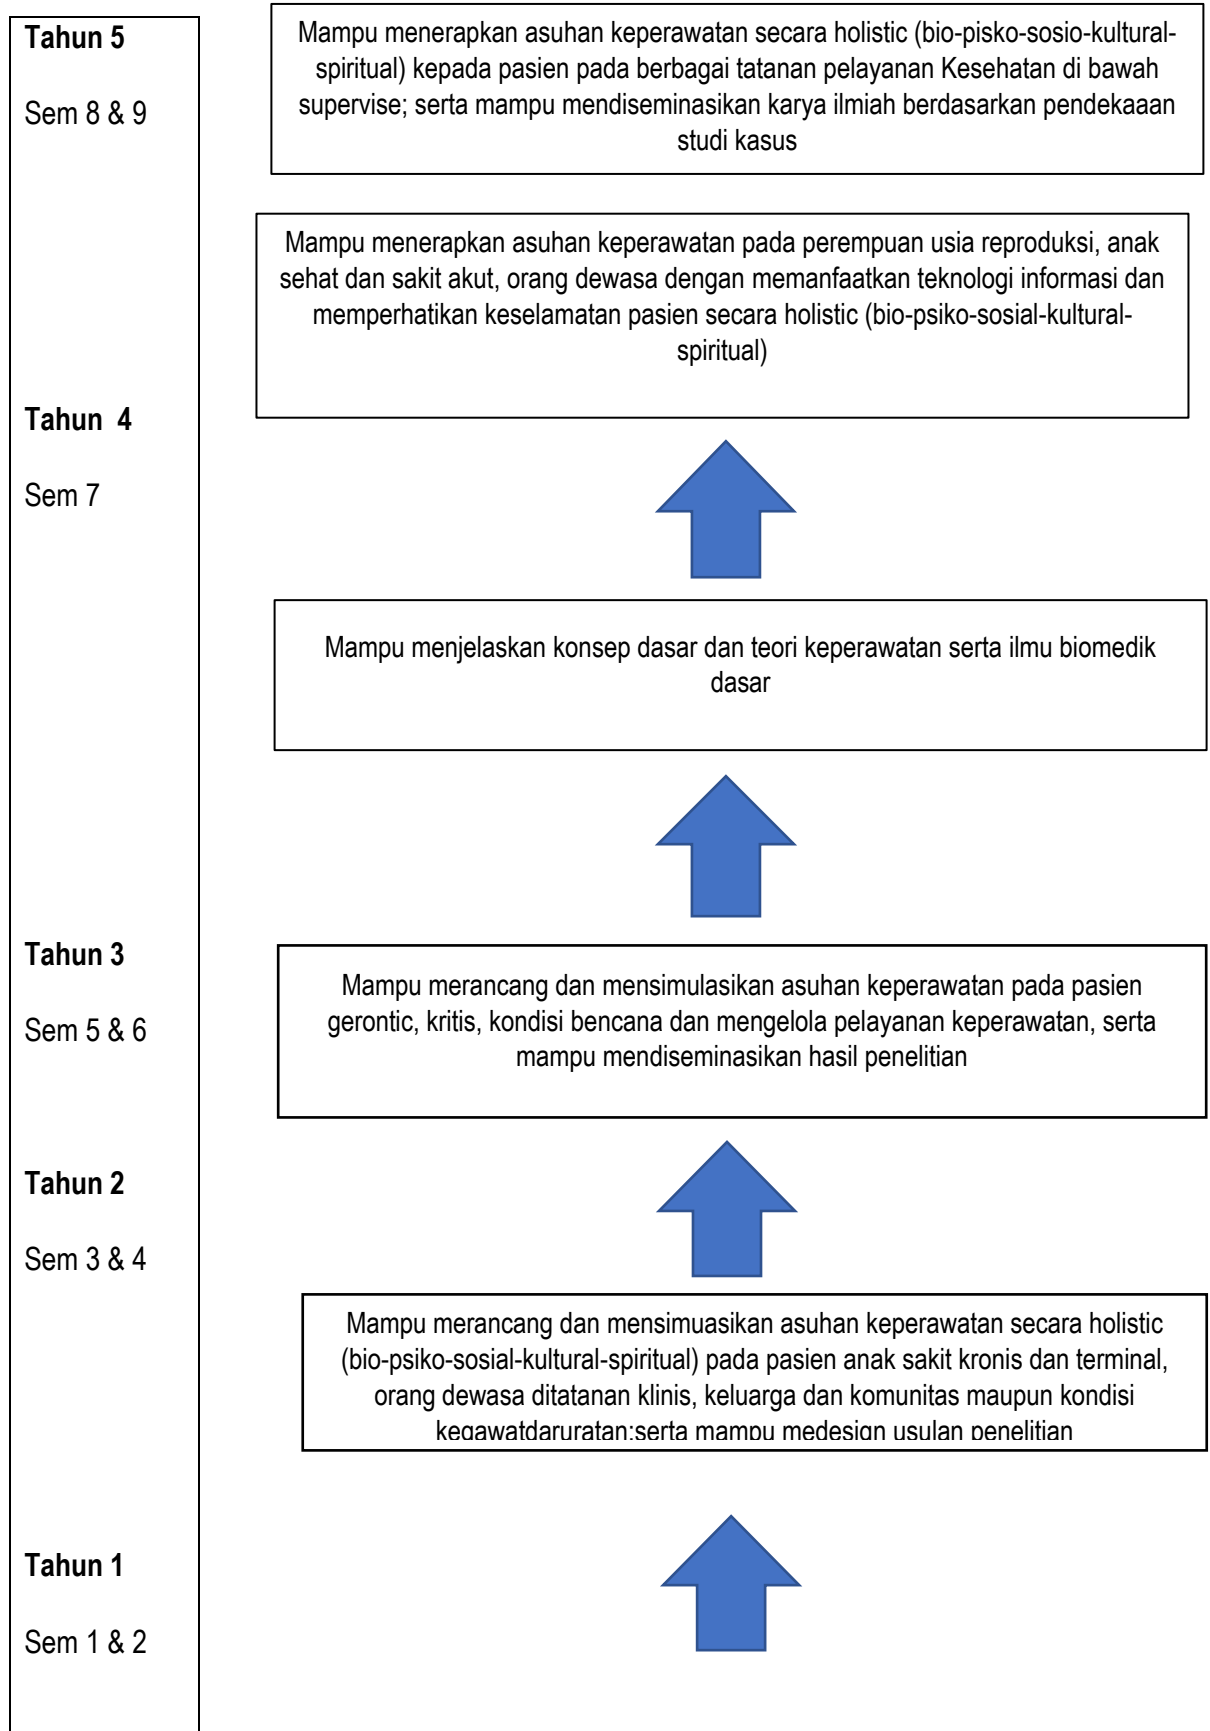 Tahun 5
Sem 8 & 9
Mampu menerapkan asuhan keperawatan secara holistic (bio-pisko-sosio-kultural-
spiritual) kepada pasien pada berbagai tatanan pelayanan Kesehatan di bawah
supervise; serta mampu mendiseminasikan karya ilmiah berdasarkan pendekaaan
studi kasus
Mampu menerapkan asuhan keperawatan pada perempuan usia reproduksi, anak
sehat dan sakit akut, orang dewasa dengan memanfaatkan teknologi informasi dan
memperhatikan keselamatan pasien secara holistic (bio-psiko-sosial-kultural-
spiritual)
Tahun 4
Sem 7
Mampu menjelaskan konsep dasar dan teori keperawatan serta ilmu biomedik
dasar
Tahun 3
Sem 5 & 6
Mampu merancang dan mensimulasikan asuhan keperawatan pada pasien
gerontic, kritis, kondisi bencana dan mengelola pelayanan keperawatan, serta
mampu mendiseminasikan hasil penelitian
Tahun 2
Sem 3 & 4
Mampu merancang dan mensimuasikan asuhan keperawatan secara holistic
(bio-psiko-sosial-kultural-spiritual) pada pasien anak sakit kronis dan terminal,
orang dewasa ditatanan klinis, keluarga dan komunitas maupun kondisi
kegawatdaruratan;serta mampu medesign usulan penelitian
Tahun 1
Sem 1 & 2